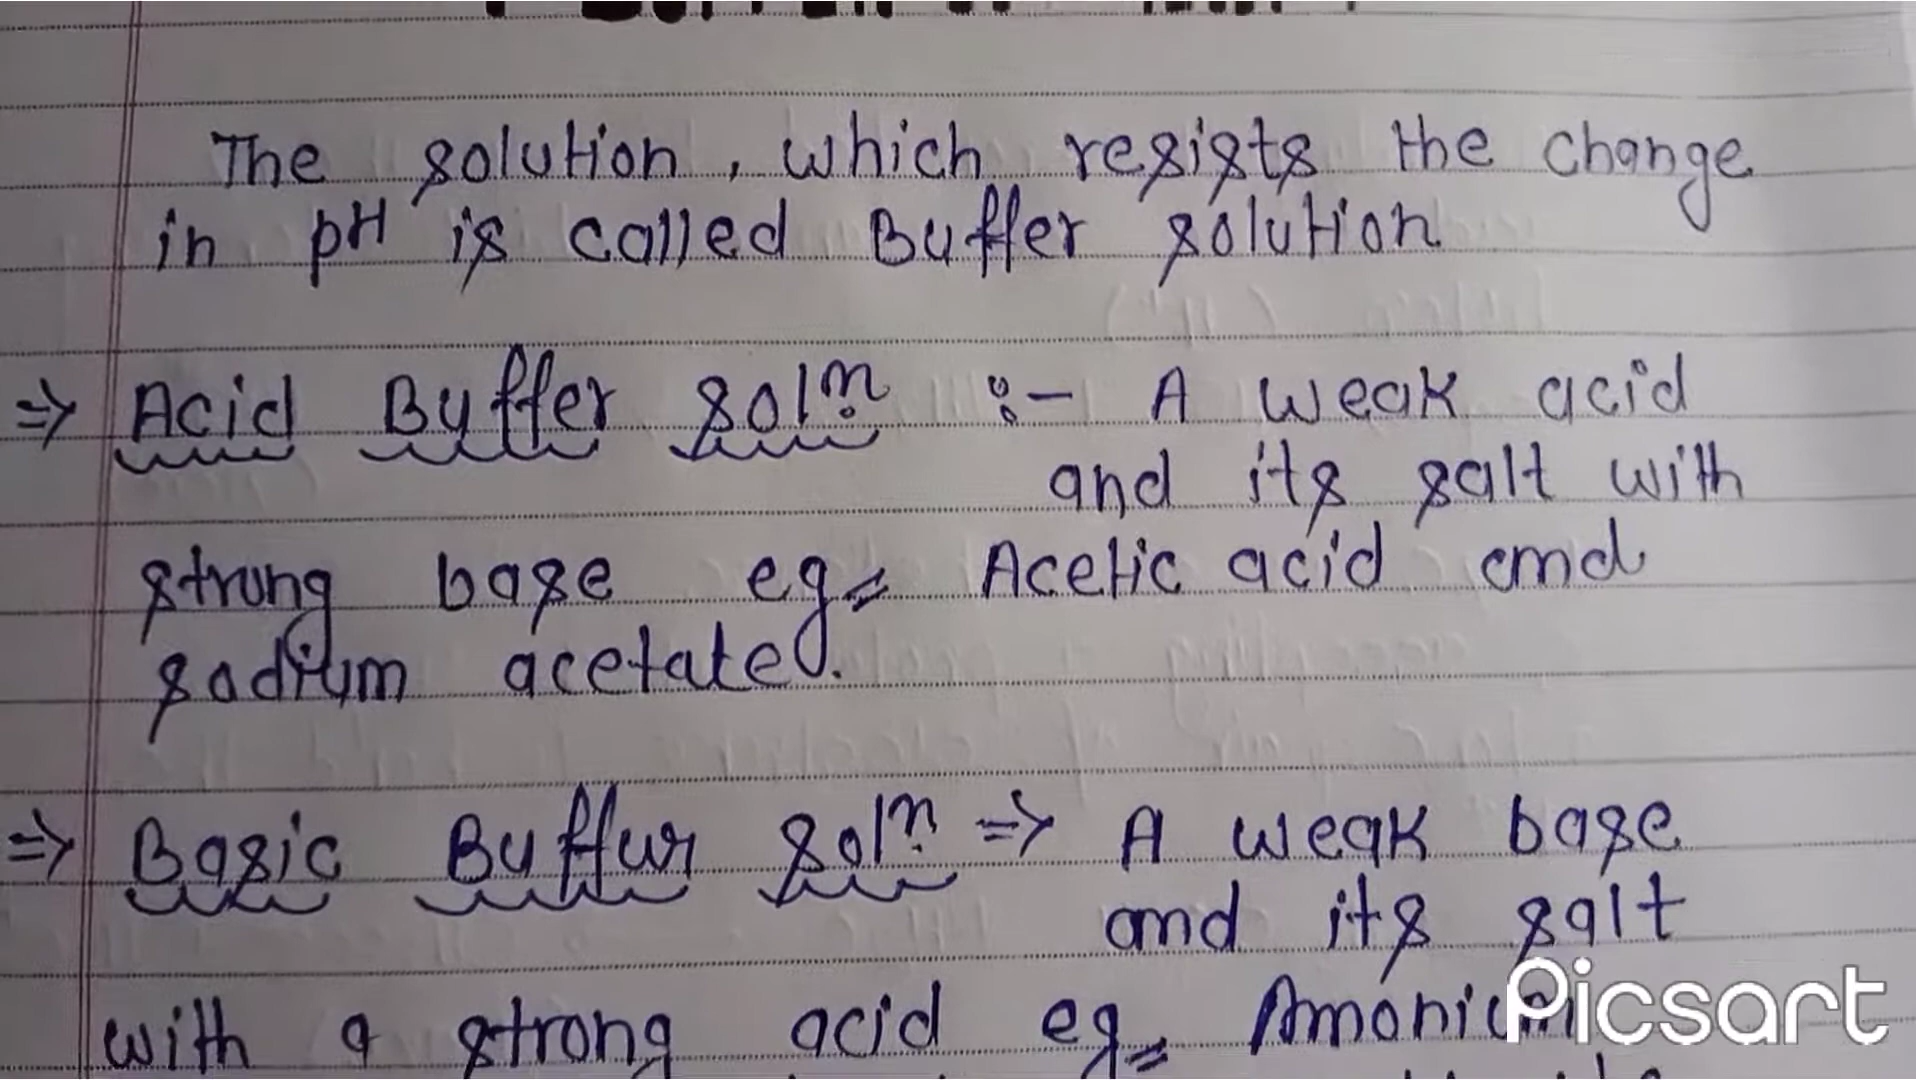 The solution, which resists the change
in pH is called Buffer solution
⇒ Acid Buffer solⁿ. :- A weak acid
and its salt with
strong base eg= Acetic acid and
sodium acetate.
⇒ Basic Buffur solⁿ. ⇒ A weak base
and its salt
with a strong acid eg= Amonium
Picsart